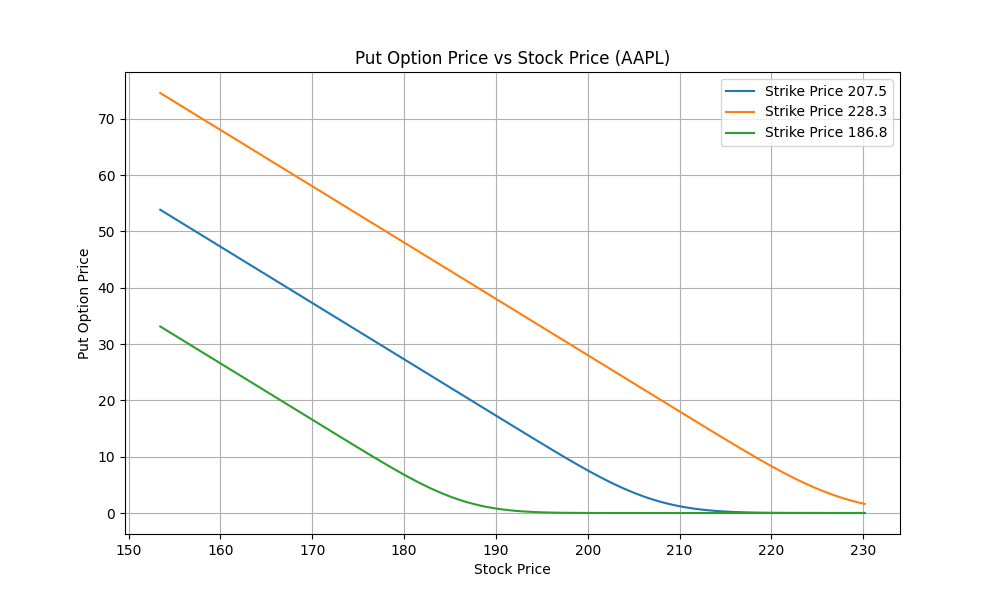 Put Option Price vs Stock Price (AAPL)
Strike Price 207.5
Strike Price 228.3
Strike Price 186.8
Put Option Price
70
60
50
40
30
20
10
0
150 160 170 180 190 200 210 220 230
Stock Price